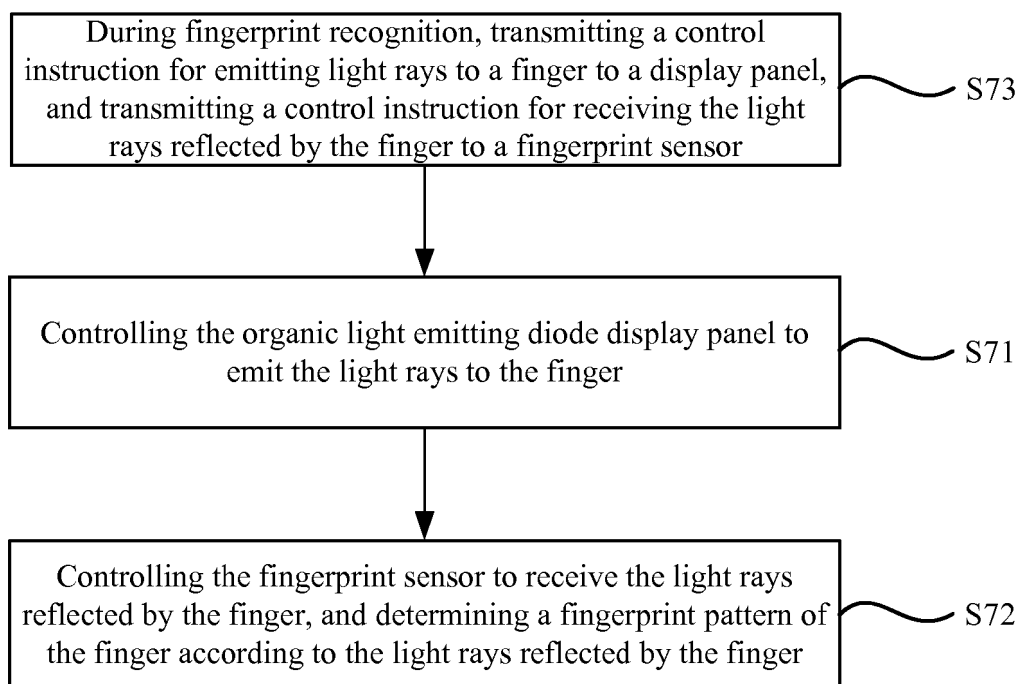 During fingerprint recognition, transmitting a control
instruction for emitting light rays to a finger to a display panel,
and transmitting a control instruction for receiving the light
rays reflected by the finger to a fingerprint sensor
S73
Controlling the organic light emitting diode display panel to
emit the light rays to the finger
S71
Controlling the fingerprint sensor to receive the light rays
reflected by the finger, and determining a fingerprint pattern of
the finger according to the light rays reflected by the finger
S72